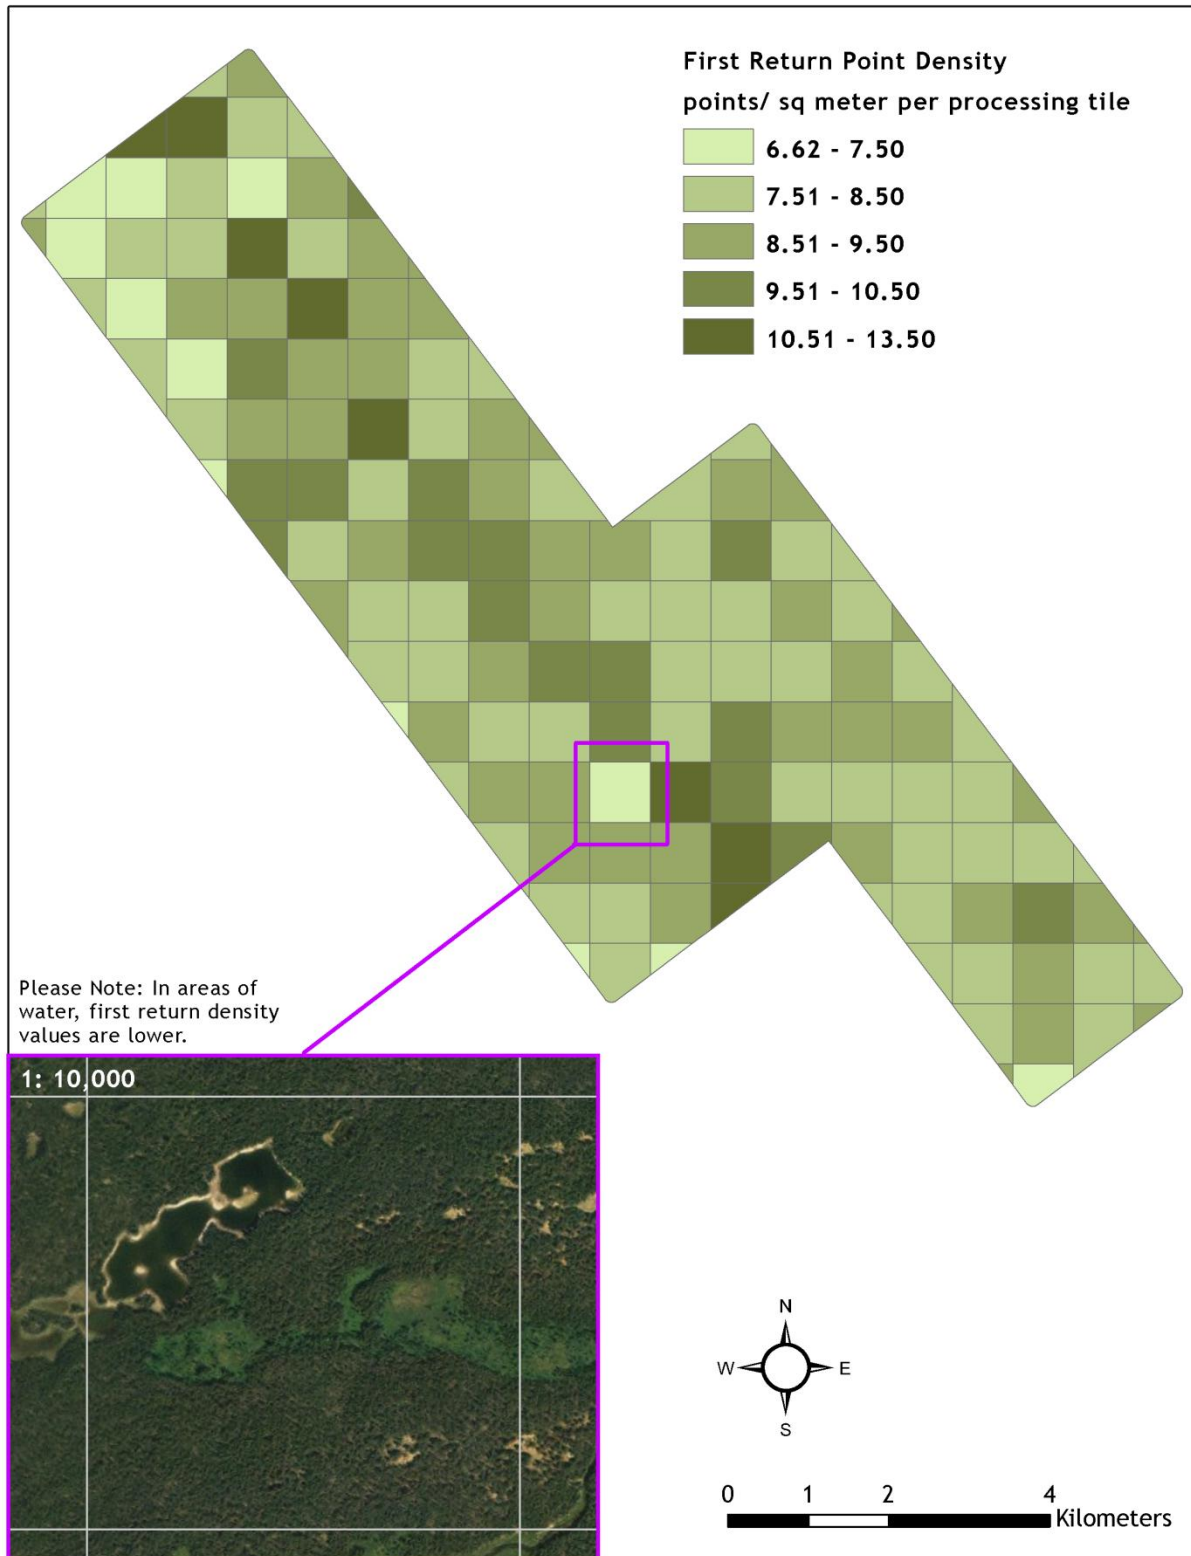 First Return Point Density
points/ sq meter per processing tile
6.62 - 7.50
7.51 - 8.50
8.51 - 9.50
9.51 - 10.50
10.51 - 13.50
Please Note: In areas of
water, first return density
values are lower.
1: 10,000
N
W E
S
0 1 2 4
Kilometers